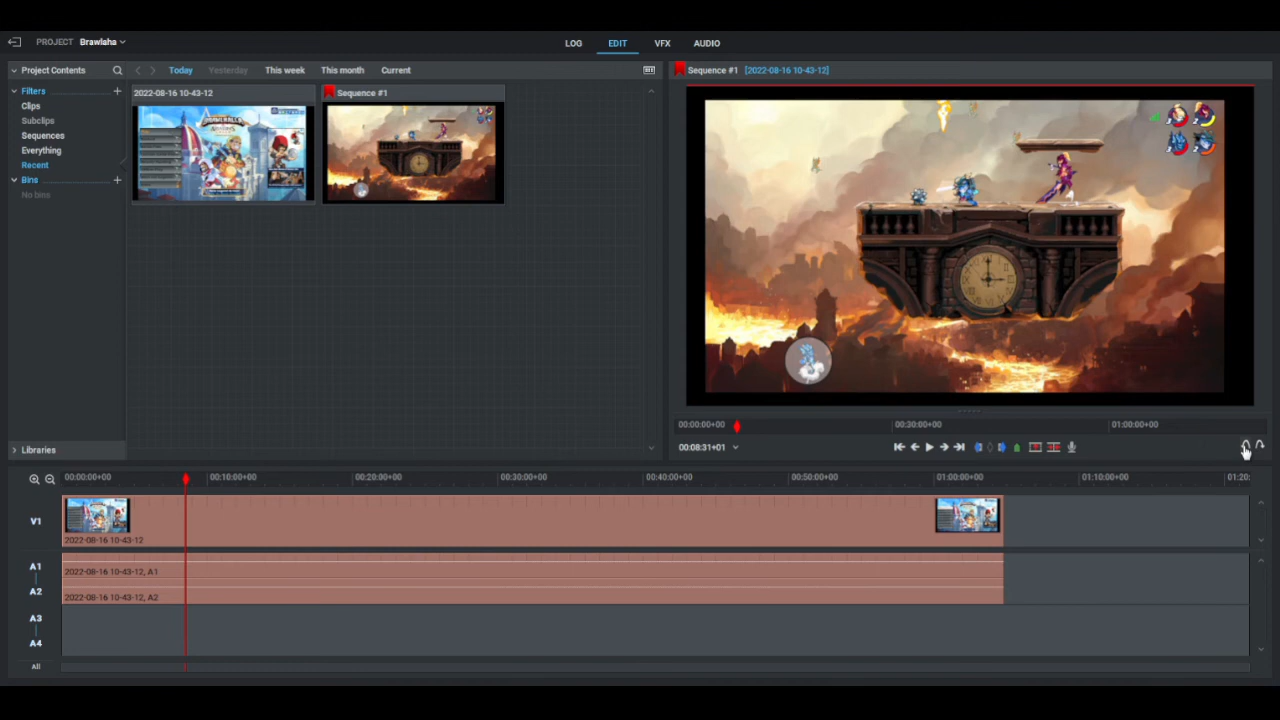 PROJECT Brawlaha
LOG EDIT VFX AUDIO
Project Contents
Today Yesterday This week This month Current
Sequence #1 [2022-08-16 10-43-12]
Filters
Clips
Subclips
Sequences
Everything
Recent
Bins
No bins
Libraries
2022-08-16 10-43-12
Sequence #1
00:00:00+00 00:30:00+00 01:00:00+00
00:08:31+01
00:00:00+00 00:10:00+00 00:20:00+00 00:30:00+00 00:40:00+00 00:50:00+00 01:00:00+00 01:10:00+00 01:20:
V1
2022-08-16 10-43-12
A1
2022-08-16 10-43-12, A1
A2
2022-08-16 10-43-12, A2
A3
A4
All